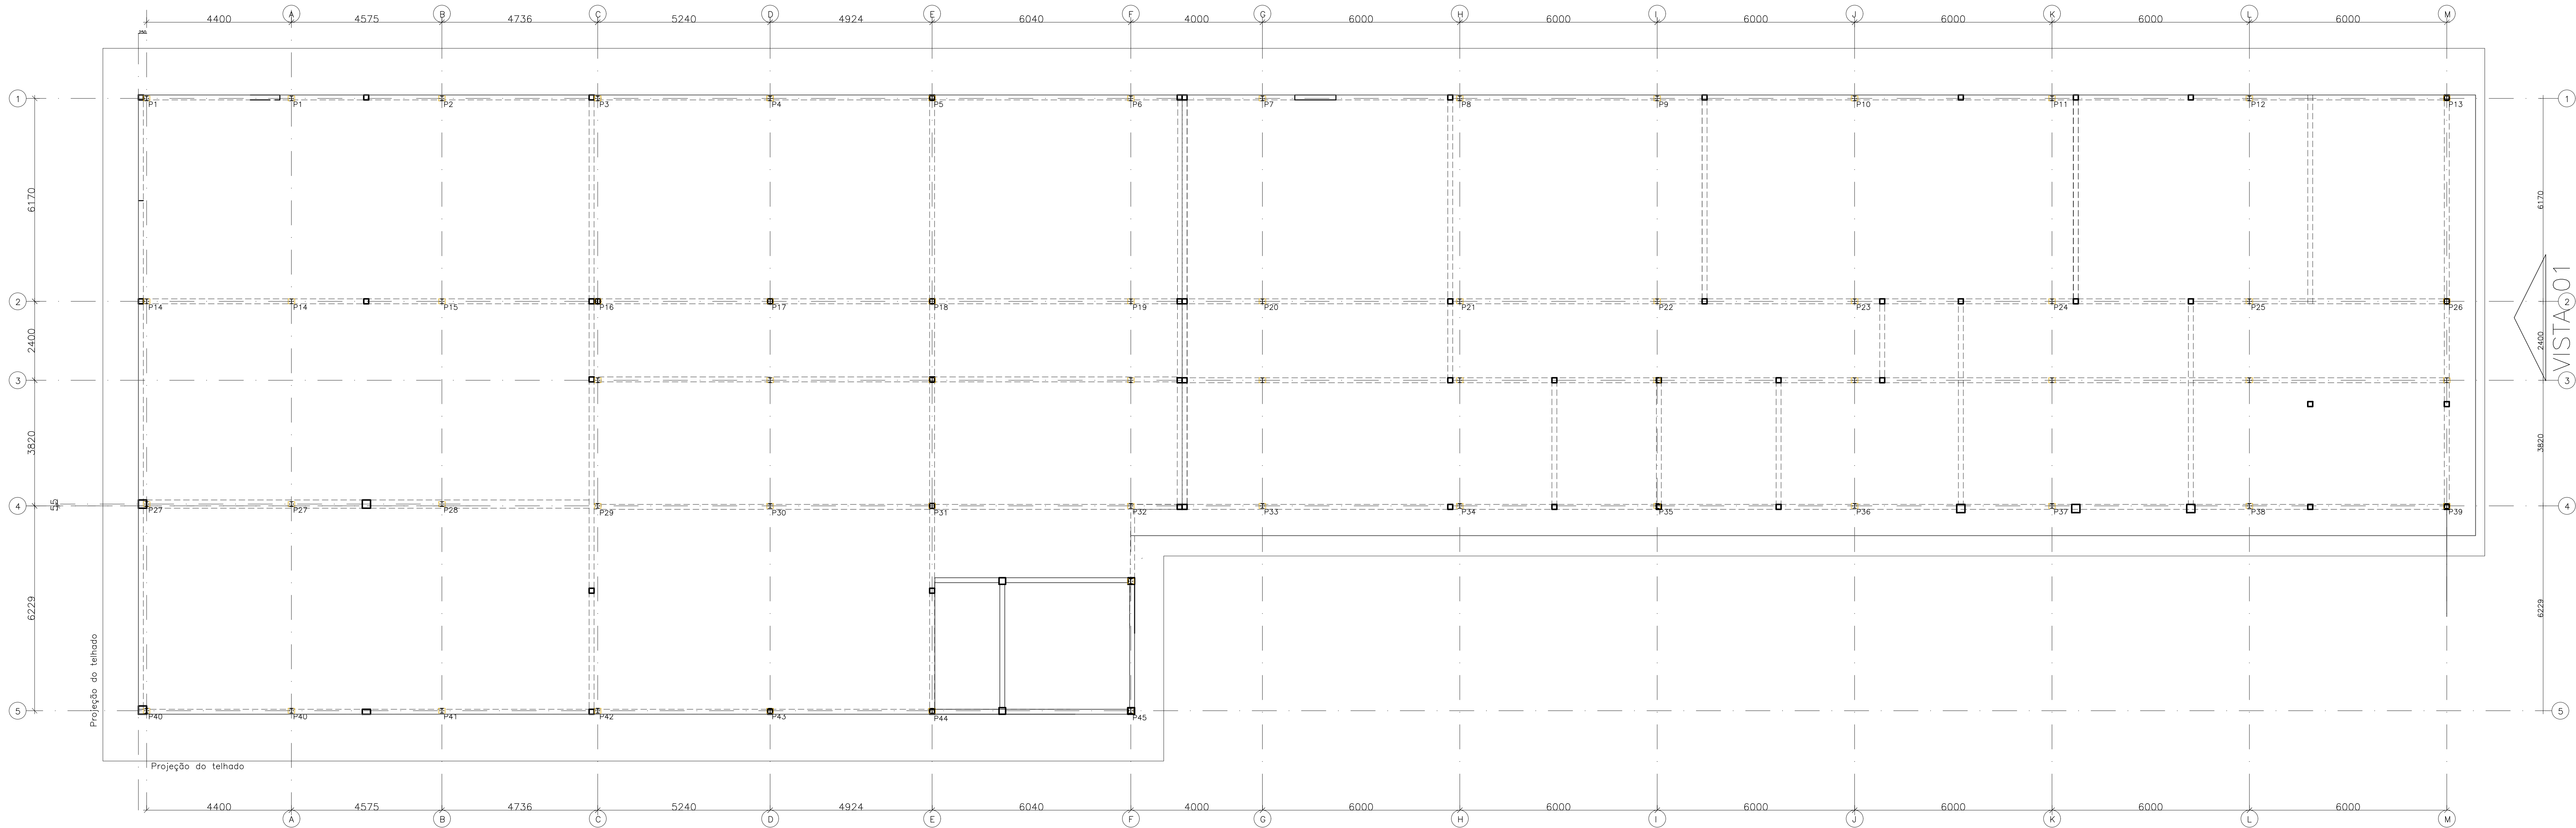 A B C D E F G H I J K L M
4400 4575 4736 5240 4924 6040 4000 6000 6000 6000 6000 6000 6000
1 1
P1 P1 P2 P3 P4 P5 P6 P7 P8 P9 P10 P11 P12 P13
6170 6170
VISTA 01
2 2
P14 P14 P15 P16 P17 P18 P19 P20 P21 P22 P23 P24 P25 P26
2400 2400
3 3
3820 3820
55
4 4
P27 P27 P28 P29 P30 P31 P32 P33 P34 P35 P36 P37 P38 P39
6229 6229
Projeção do telhado
5 5
P40 P40 P41 P42 P43 P44 P45
Projeção do telhado
4400 4575 4736 5240 4924 6040 4000 6000 6000 6000 6000 6000 6000
A B C D E F G H I J K L M